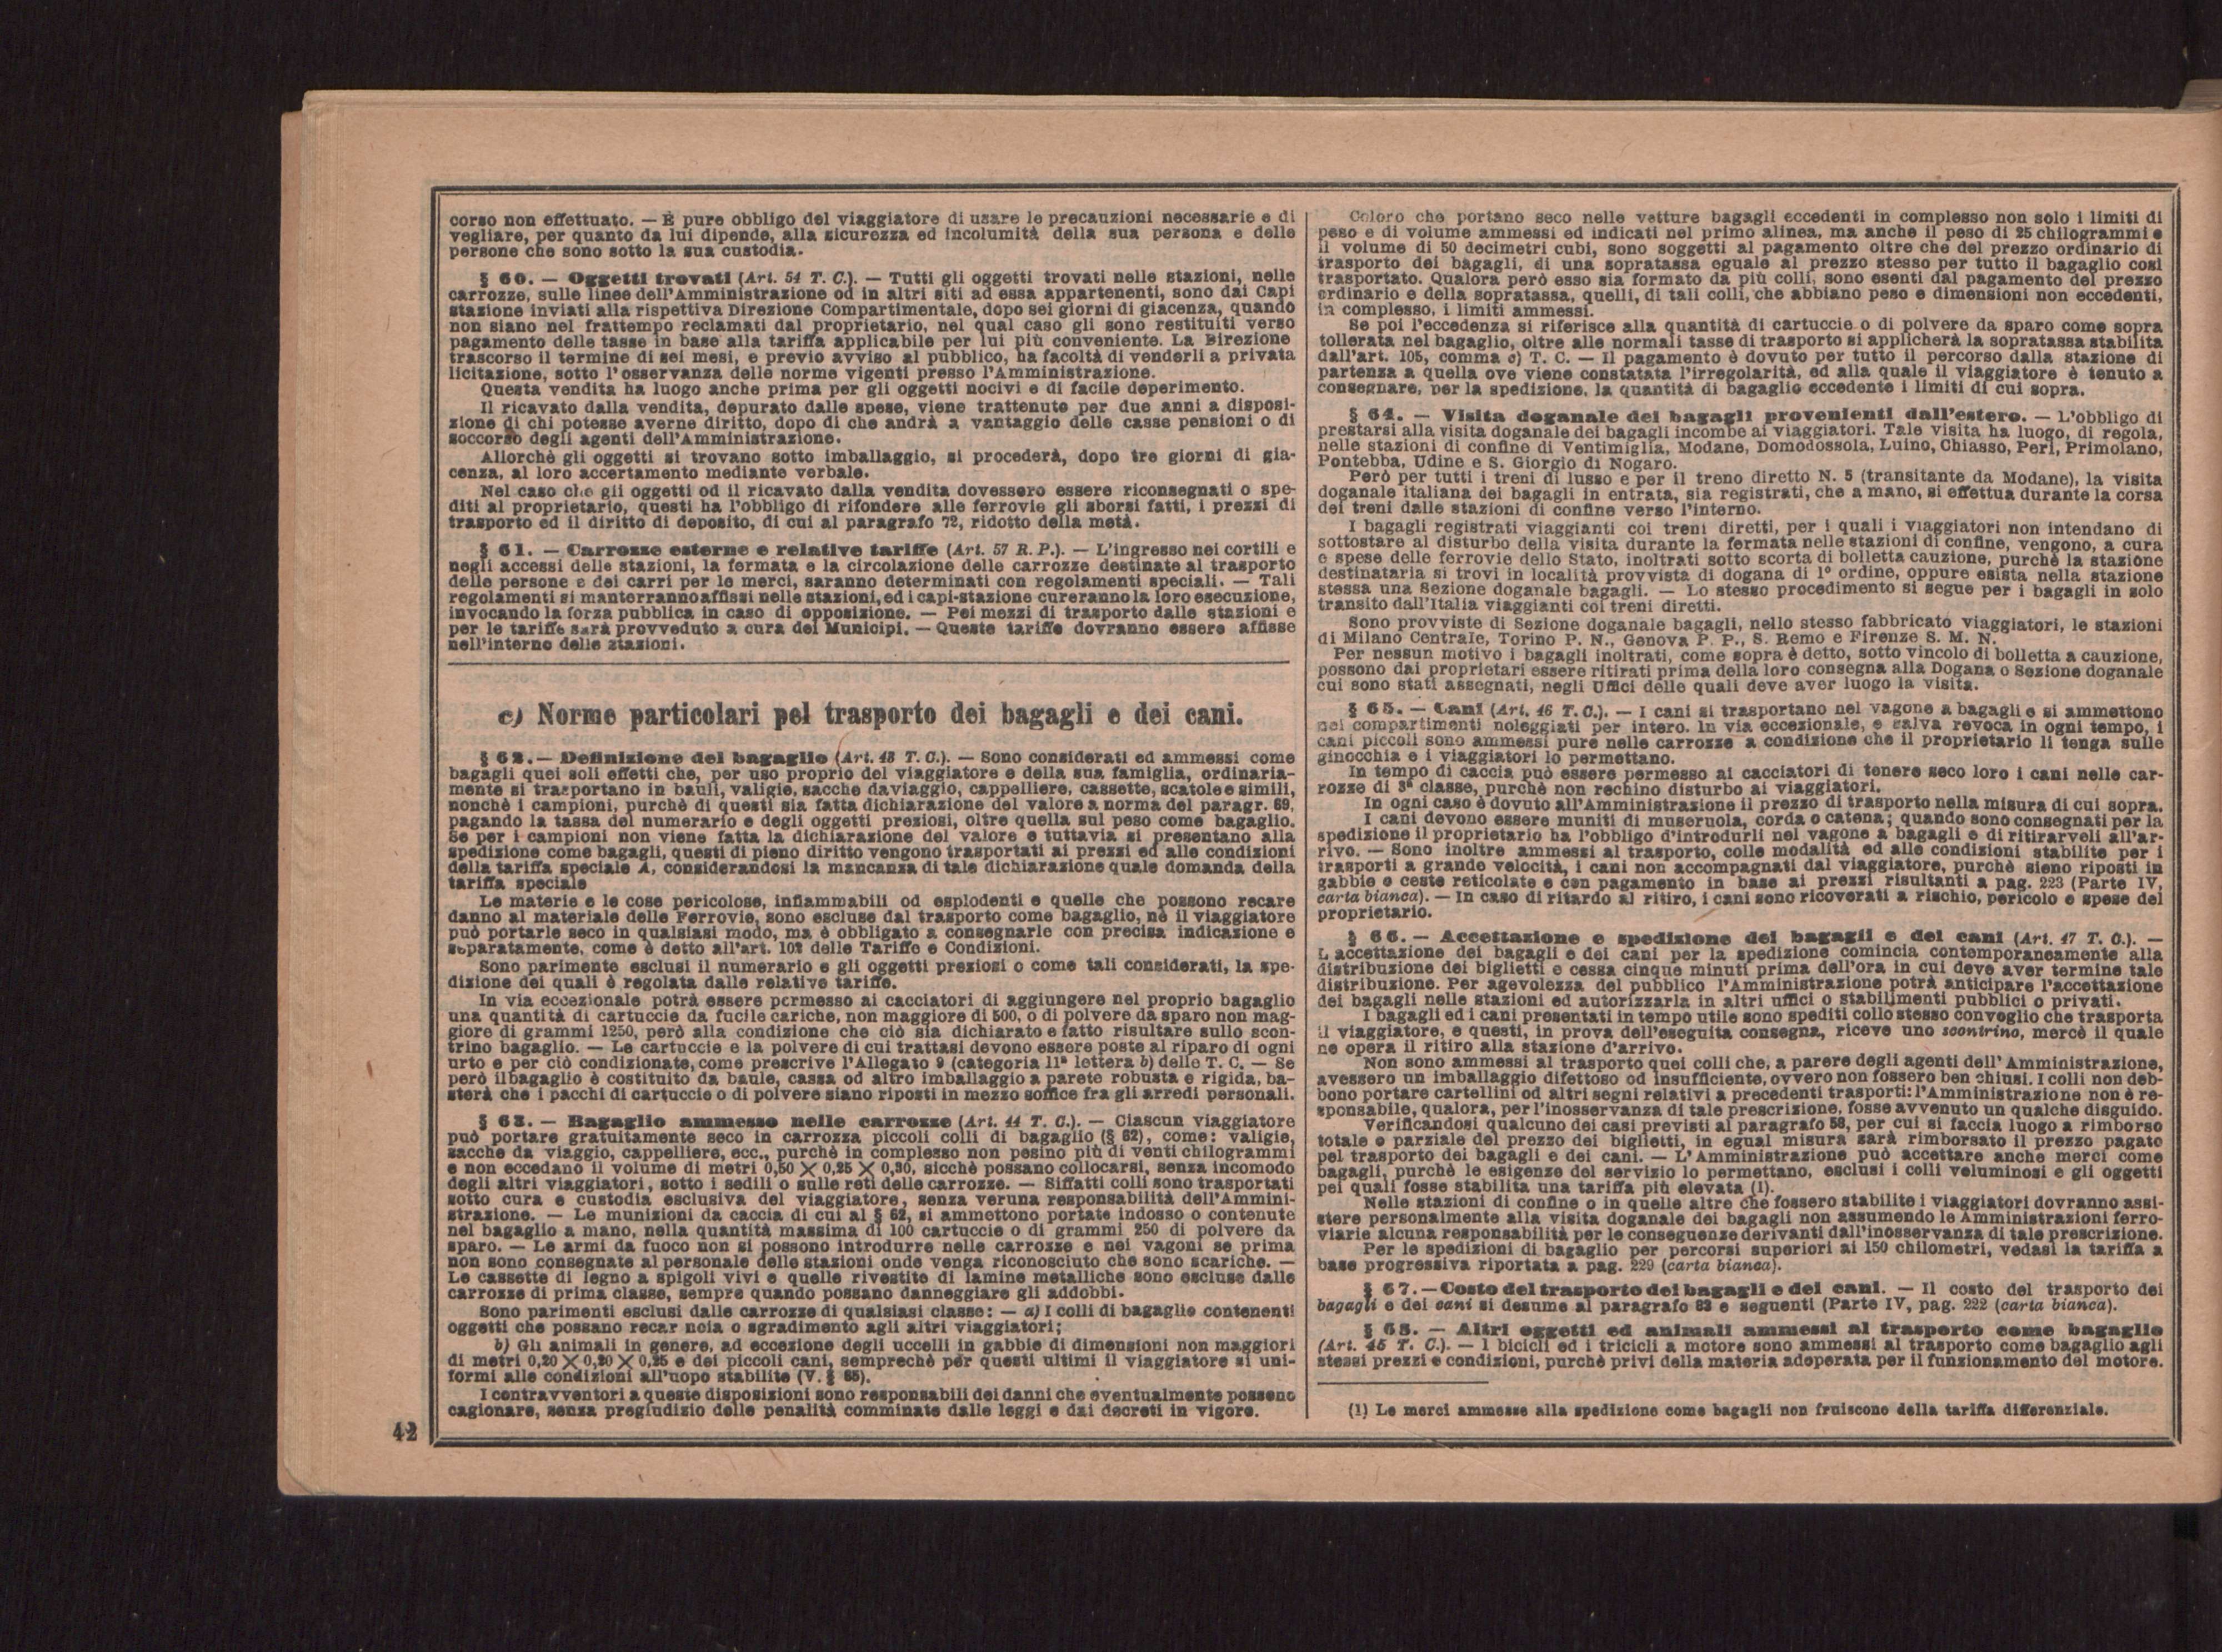 corso non effettuato. — È pure obbligo del viaggiatore di usare le precauzioni necessarie e di
vegliare, per quanto da lui dipende, alla sicurezza ed incolumità della sua persona e delle
persone che sono sotto la sua custodia.
§ 60. — Oggetti trovati (Art. 54 T. C.). — Tutti gli oggetti trovati nelle stazioni, nelle
carrozze, sulle linee dell'Amministrazione od in altri siti ad essa appartenenti, sono dai Capi
stazione inviati alla rispettiva Direzione Compartimentale, dopo sei giorni di giacenza, quando
non siano nel frattempo reclamati dal proprietario, nel qual caso gli sono restituiti verso
pagamento delle tasse in base alla tariffa applicabile per lui più conveniente. La Direzione
trascorso il termine di sei mesi, e previo avviso al pubblico, ha facoltà di venderli a privata
licitazione, sotto l'osservanza delle norme vigenti presso l'Amministrazione.
Questa vendita ha luogo anche prima per gli oggetti nocivi e di facile deperimento.
Il ricavato dalla vendita, depurato dalle spese, viene trattenuto per due anni a disposi-
zione di chi potesse averne diritto, dopo di che andrà a vantaggio delle casse pensioni o di
soccorso degli agenti dell'Amministrazione.
Allorchè gli oggetti si trovano sotto imballaggio, si procederà, dopo tre giorni di gia-
cenza, al loro accertamento mediante verbale.
Nel caso che gli oggetti od il ricavato dalla vendita dovessero essere riconsegnati o spe-
diti al proprietario, questi ha l'obbligo di rifondere alle ferrovie gli sborsi fatti, i prezzi di
trasporto ed il diritto di deposito, di cui al paragrafo 72, ridotto della metà.
§ 61. — Carrozze esterne e relative tariffe (Art. 57 R. P.). — L'ingresso nei cortili e
negli accessi delle stazioni, la fermata e la circolazione delle carrozze destinate al trasporto
delle persone e dei carri per le merci, saranno determinati con regolamenti speciali. — Tali
regolamenti si manterranno affissi nelle stazioni, ed i capi-stazione cureranno la loro esecuzione,
invocando la forza pubblica in caso di opposizione. — Pei mezzi di trasporto dalle stazioni e
per le tariffe sarà provveduto a cura dei Municipi. — Queste tariffe dovranno essere affisse
nell'interno delle stazioni.
c) Norme particolari pel trasporto dei bagagli e dei cani.
§ 62. — Definizione del bagaglio (Art. 43 T. C.). — Sono considerati ed ammessi come
bagagli quei soli effetti che, per uso proprio del viaggiatore e della sua famiglia, ordinaria-
mente si trasportano in bauli, valigie, sacche da viaggio, cappelliere, cassette, scatole e simili,
nonchè i campioni, purchè di questi sia fatta dichiarazione del valore a norma del paragr. 69,
pagando la tassa del numerario e degli oggetti preziosi, oltre quella sul peso come bagaglio.
Se per i campioni non viene fatta la dichiarazione del valore e tuttavia si presentano alla
spedizione come bagagli, questi di pieno diritto vengono trasportati ai prezzi ed alle condizioni
della tariffa speciale A, considerandosi la mancanza di tale dichiarazione quale domanda della
tariffa speciale
Le materie e le cose pericolose, infiammabili od esplodenti e quelle che possono recare
danno al materiale delle Ferrovie, sono escluse dal trasporto come bagaglio, nè il viaggiatore
può portarle seco in qualsiasi modo, ma è obbligato a consegnarle con precisa indicazione e
separatamente, come è detto all'art. 102 delle Tariffe e Condizioni.
Sono parimente esclusi il numerario e gli oggetti preziosi o come tali considerati, la spe-
dizione dei quali è regolata dalle relative tariffe.
In via eccezionale potrà essere permesso ai cacciatori di aggiungere nel proprio bagaglio
una quantità di cartuccie da fucile cariche, non maggiore di 500, o di polvere da sparo non mag-
giore di grammi 1250, però alla condizione che ciò sia dichiarato e fatto risultare sullo scon-
trino bagaglio. — Le cartuccie e la polvere di cui trattasi devono essere poste al riparo di ogni
urto e per ciò condizionate, come prescrive l'Allegato 9 (categoria 11ª lettera b) delle T. C. — Se
però il bagaglio è costituito da baule, cassa od altro imballaggio a parete robusta e rigida, ba-
sterà che i pacchi di cartuccie o di polvere siano riposti in mezzo soffice fra gli arredi personali.
§ 63. — Bagaglio ammesso nelle carrozze (Art. 44 T. C.). — Ciascun viaggiatore
può portare gratuitamente seco in carrozza piccoli colli di bagaglio (§ 62), come: valigie,
sacche da viaggio, cappelliere, ecc., purchè in complesso non pesino più di venti chilogrammi
e non eccedano il volume di metri 0,50 × 0,25 × 0,30, sicchè possano collocarsi, senza incomodo
degli altri viaggiatori, sotto i sedili o sulle reti delle carrozze. — Siffatti colli sono trasportati
sotto cura e custodia esclusiva del viaggiatore, senza veruna responsabilità dell'Ammini-
strazione. — Le munizioni da caccia di cui al § 62, si ammettono portate indosso o contenute
nel bagaglio a mano, nella quantità massima di 100 cartuccie o di grammi 250 di polvere da
sparo. — Le armi da fuoco non si possono introdurre nelle carrozze e nei vagoni se prima
non sono consegnate al personale delle stazioni onde venga riconosciuto che sono scariche. —
Le cassette di legno a spigoli vivi e quelle rivestite di lamine metalliche sono escluse dalle
carrozze di prima classe, sempre quando possano danneggiare gli addobbi.
Sono parimenti esclusi dalle carrozze di qualsiasi classe: — a) I colli di bagaglio contenenti
oggetti che possano recar noia o sgradimento agli altri viaggiatori;
b) Gli animali in genere, ad eccezione degli uccelli in gabbie di dimensioni non maggiori
di metri 0,20 × 0,20 × 0,25 e dei piccoli cani, semprechè per questi ultimi il viaggiatore si uni-
formi alle condizioni all'uopo stabilite (V. § 65).
I contravventori a queste disposizioni sono responsabili dei danni che eventualmente possono
cagionare, senza pregiudizio delle penalità comminate dalle leggi e dai decreti in vigore.
42
Coloro che portano seco nelle vetture bagagli eccedenti in complesso non solo i limiti di
peso e di volume ammessi ed indicati nel primo alinea, ma anche il peso di 25 chilogrammi e
il volume di 50 decimetri cubi, sono soggetti al pagamento oltre che del prezzo ordinario di
trasporto dei bagagli, di una sopratassa eguale al prezzo stesso per tutto il bagaglio così
trasportato. Qualora però esso sia formato da più colli, sono esenti dal pagamento del prezzo
ordinario e della sopratassa, quelli, di tali colli, che abbiano peso e dimensioni non eccedenti,
in complesso, i limiti ammessi.
Se poi l'eccedenza si riferisce alla quantità di cartuccie o di polvere da sparo come sopra
tollerata nel bagaglio, oltre alle normali tasse di trasporto si applicherà la sopratassa stabilita
dall'art. 105, comma c) T. C. — Il pagamento è dovuto per tutto il percorso dalla stazione di
partenza a quella ove viene constatata l'irregolarità, ed alla quale il viaggiatore è tenuto a
consegnare, per la spedizione, la quantità di bagaglio eccedente i limiti di cui sopra.
§ 64. — Visita doganale dei bagagli provenienti dall'estero. — L'obbligo di
prestarsi alla visita doganale dei bagagli incombe ai viaggiatori. Tale visita ha luogo, di regola,
nelle stazioni di confine di Ventimiglia, Modane, Domodossola, Luino, Chiasso, Peri, Primolano,
Pontebba, Udine e S. Giorgio di Nogaro.
Però per tutti i treni di lusso e per il treno diretto N. 5 (transitante da Modane), la visita
doganale italiana dei bagagli in entrata, sia registrati, che a mano, si effettua durante la corsa
dei treni dalle stazioni di confine verso l'interno.
I bagagli registrati viaggianti coi treni diretti, per i quali i viaggiatori non intendano di
sottostare al disturbo della visita durante la fermata nelle stazioni di confine, vengono, a cura
e spese delle ferrovie dello Stato, inoltrati sotto scorta di bolletta cauzione, purchè la stazione
destinataria si trovi in località provvista di dogana di 1° ordine, oppure esista nella stazione
stessa una Sezione doganale bagagli. — Lo stesso procedimento si segue per i bagagli in solo
transito dall'Italia viaggianti coi treni diretti.
Sono provviste di Sezione doganale bagagli, nello stesso fabbricato viaggiatori, le stazioni
di Milano Centrale, Torino P. N., Genova P. P., S. Remo e Firenze S. M. N.
Per nessun motivo i bagagli inoltrati, come sopra è detto, sotto vincolo di bolletta a cauzione,
possono dai proprietari essere ritirati prima della loro consegna alla Dogana o Sezione doganale
cui sono stati assegnati, negli Uffici delle quali deve aver luogo la visita.
§ 65. — Cani (Art. 46 T. C.). — I cani si trasportano nel vagone a bagagli e si ammettono
nei compartimenti noleggiati per intero. In via eccezionale, e salva revoca in ogni tempo, i
cani piccoli sono ammessi pure nelle carrozze a condizione che il proprietario li tenga sulle
ginocchia e i viaggiatori lo permettano.
In tempo di caccia può essere permesso ai cacciatori di tenere seco loro i cani nelle car-
rozze di 3ª classe, purchè non rechino disturbo ai viaggiatori.
In ogni caso è dovuto all'Amministrazione il prezzo di trasporto nella misura di cui sopra.
I cani devono essere muniti di museruola, corda o catena; quando sono consegnati per la
spedizione il proprietario ha l'obbligo d'introdurli nel vagone a bagagli e di ritirarveli all'ar-
rivo. — Sono inoltre ammessi al trasporto, colle modalità ed alle condizioni stabilite per i
trasporti a grande velocità, i cani non accompagnati dal viaggiatore, purchè sieno riposti in
gabbie o ceste reticolate e con pagamento in base ai prezzi risultanti a pag. 223 (Parte IV,
carta bianca). — In caso di ritardo al ritiro, i cani sono ricoverati a rischio, pericolo e spese del
proprietario.
§ 66. — Accettazione e spedizione dei bagagli e dei cani (Art. 47 T. C.). —
L'accettazione dei bagagli e dei cani per la spedizione comincia contemporaneamente alla
distribuzione dei biglietti e cessa cinque minuti prima dell'ora in cui deve aver termine tale
distribuzione. Per agevolezza del pubblico l'Amministrazione potrà anticipare l'accettazione
dei bagagli nelle stazioni ed autorizzarla in altri uffici o stabilimenti pubblici o privati.
I bagagli ed i cani presentati in tempo utile sono spediti collo stesso convoglio che trasporta
il viaggiatore, e questi, in prova dell'eseguita consegna, riceve uno scontrino, mercè il quale
ne opera il ritiro alla stazione d'arrivo.
Non sono ammessi al trasporto quei colli che, a parere degli agenti dell'Amministrazione,
avessero un imballaggio difettoso od insufficiente, ovvero non fossero ben chiusi. I colli non deb-
bono portare cartellini od altri segni relativi a precedenti trasporti: l'Amministrazione non è re-
sponsabile, qualora, per l'inosservanza di tale prescrizione, fosse avvenuto un qualche disguido.
Verificandosi qualcuno dei casi previsti al paragrafo 58, per cui si faccia luogo a rimborso
totale o parziale del prezzo dei biglietti, in egual misura sarà rimborsato il prezzo pagato
pel trasporto dei bagagli e dei cani. — L'Amministrazione può accettare anche merci come
bagagli, purchè le esigenze del servizio lo permettano, esclusi i colli veluminosi e gli oggetti
pei quali fosse stabilita una tariffa più elevata (1).
Nelle stazioni di confine o in quelle altre che fossero stabilite i viaggiatori dovranno assi-
stere personalmente alla visita doganale dei bagagli non assumendo le Amministrazioni ferro-
viarie alcuna responsabilità per le conseguenze derivanti dall'inosservanza di tale prescrizione.
Per le spedizioni di bagaglio per percorsi superiori ai 150 chilometri, vedasi la tariffa a
base progressiva riportata a pag. 229 (carta bianca).
§ 67. — Costo del trasporto dei bagagli e dei cani. — Il costo del trasporto dei
bagagli e dei cani si desume al paragrafo 83 e seguenti (Parte IV, pag. 222 (carta bianca).
§ 68. — Altri oggetti ed animali ammessi al trasporto come bagaglio
(Art. 45 T. C.). — I bicicli ed i tricicli a motore sono ammessi al trasporto come bagaglio agli
stessi prezzi e condizioni, purchè privi della materia adoperata per il funzionamento del motore.
(1) Le merci ammesse alla spedizione come bagagli non fruiscono della tariffa differenziale.